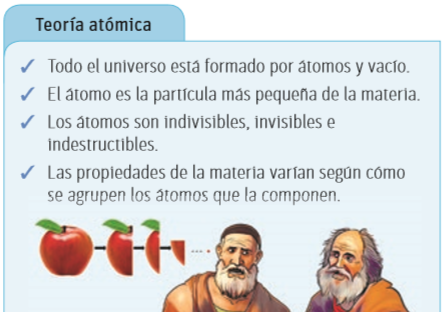 Teoría atómica
✓ Todo el universo está formado por átomos y vacío.
✓ El átomo es la partícula más pequeña de la materia.
✓ Los átomos son indivisibles, invisibles e
indestructibles.
✓ Las propiedades de la materia varían según cómo
se agrupen los átomos que la componen.